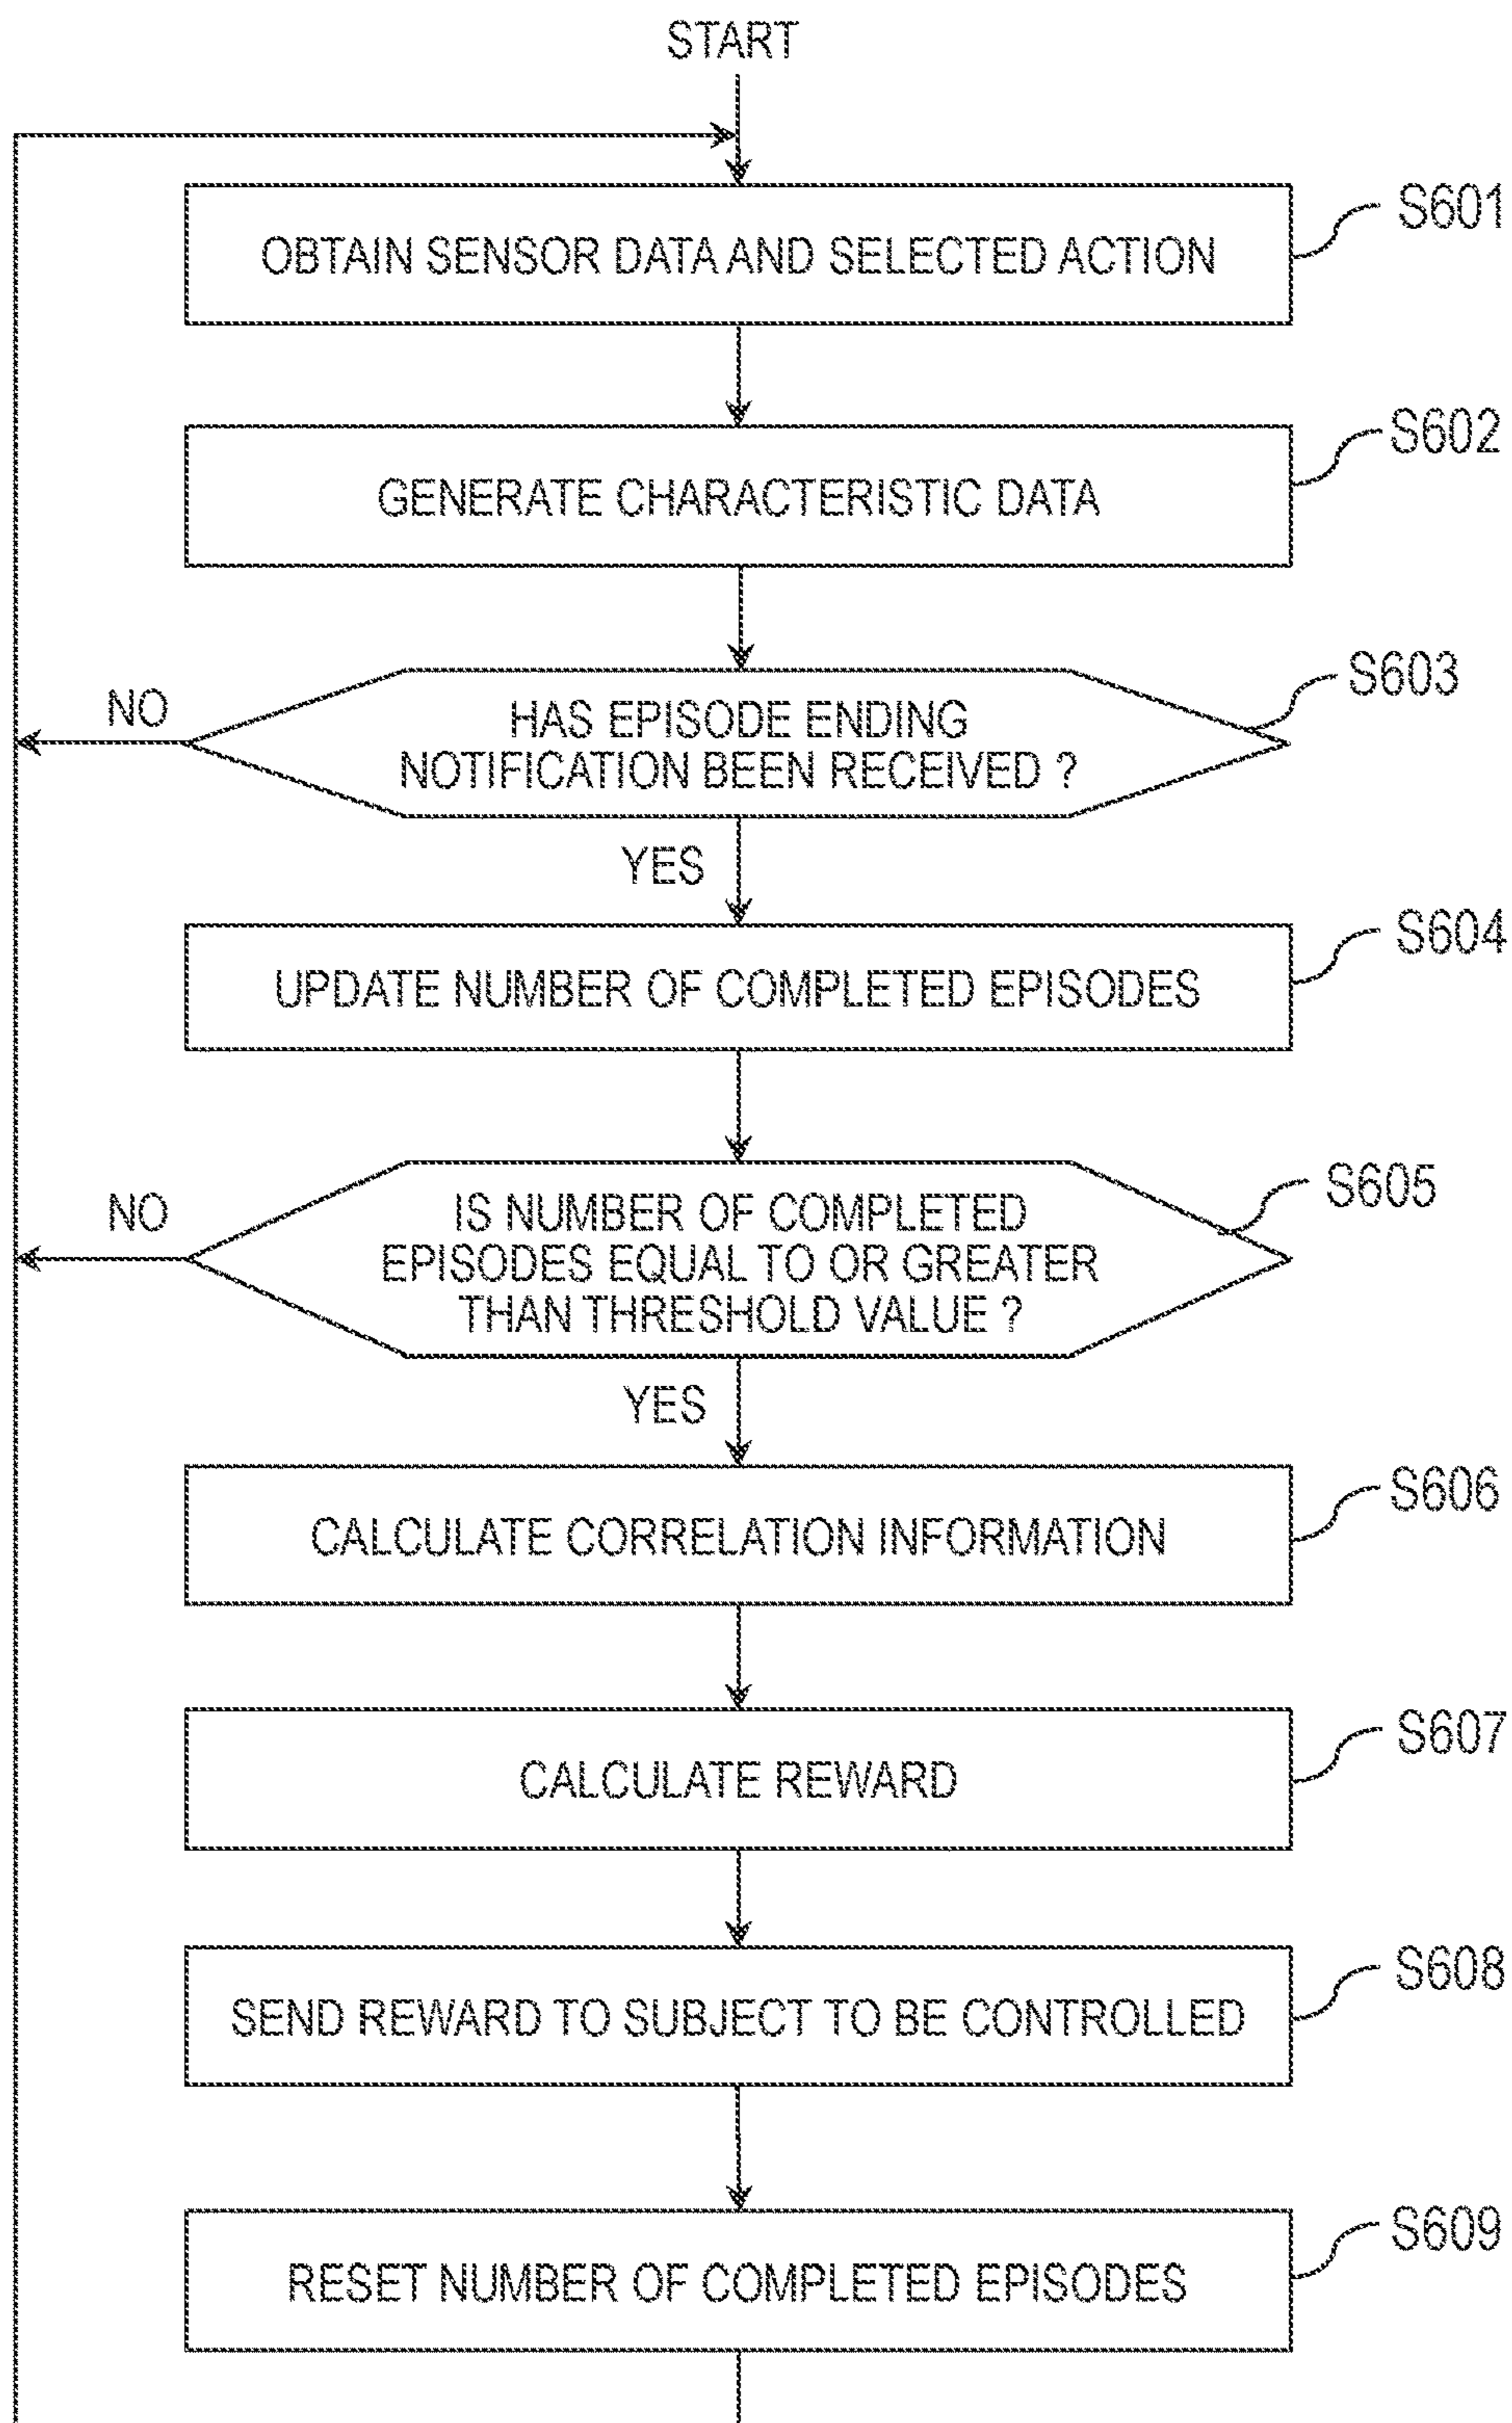 START
OBTAIN SENSOR DATA AND SELECTED ACTION
S601
GENERATE CHARACTERISTIC DATA
S602
HAS EPISODE ENDING
NOTIFICATION BEEN RECEIVED ?
S603
NO
YES
UPDATE NUMBER OF COMPLETED EPISODES
S604
IS NUMBER OF COMPLETED
EPISODES EQUAL TO OR GREATER
THAN THRESHOLD VALUE ?
S605
NO
YES
CALCULATE CORRELATION INFORMATION
S606
CALCULATE REWARD
S607
SEND REWARD TO SUBJECT TO BE CONTROLLED
S608
RESET NUMBER OF COMPLETED EPISODES
S609